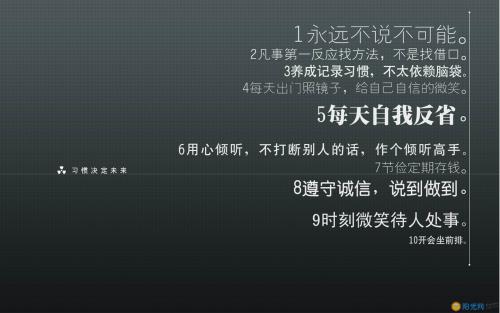 1永远不说不可能。
2凡事第一反应找方法，不是找借口。
3养成记录习惯，不太依赖脑袋。
4每天出门照镜子，给自己自信的微笑。
5每天自我反省。
6用心倾听，不打断别人的话，作个倾听高手。
7节俭定期存钱。
8遵守诚信，说到做到。
习惯决定未来
9时刻微笑待人处事。
10开会坐前排。
阳光网